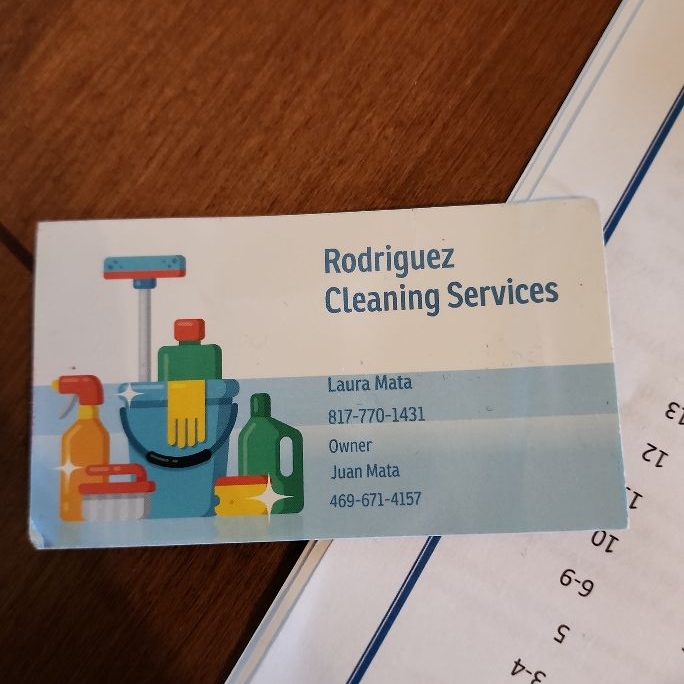 Rodriguez
Cleaning Services
Laura Mata
817-770-1431
Owner
Juan Mata
469-671-4157
13
12
10
6-9
5
3-4